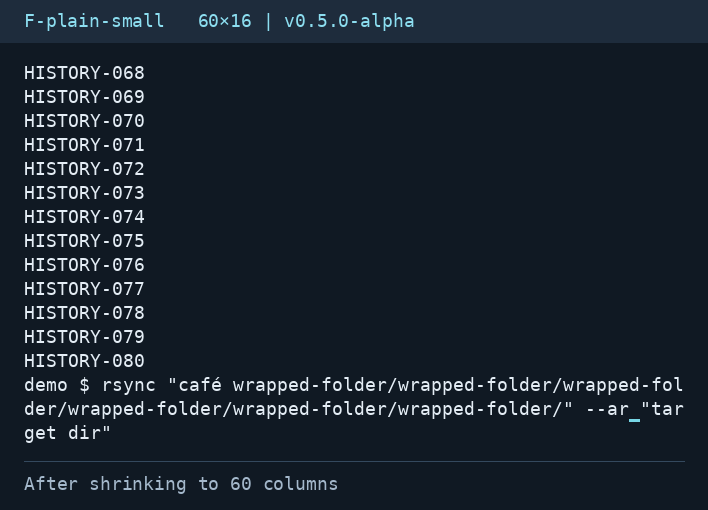 F-plain-small   60×16 | v0.5.0-alpha
HISTORY-068
HISTORY-069
HISTORY-070
HISTORY-071
HISTORY-072
HISTORY-073
HISTORY-074
HISTORY-075
HISTORY-076
HISTORY-077
HISTORY-078
HISTORY-079
HISTORY-080
demo $ rsync "café wrapped-folder/wrapped-folder/wrapped-fol
der/wrapped-folder/wrapped-folder/wrapped-folder/" --ar "tar
get dir"
After shrinking to 60 columns